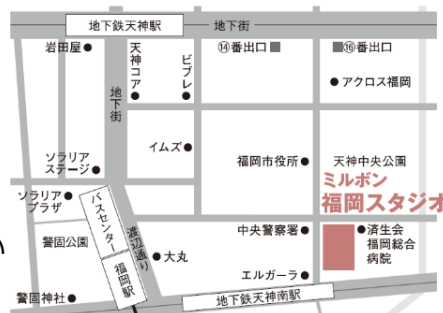 地下鉄天神駅
地下街
岩田屋
天神コア
ビブレ
⑭番出口
⑯番出口
アクロス福岡
地下街
イムズ
ソラリア
ステージ
福岡市役所
天神中央公園
ミルボン
福岡スタジオ
ソラリア
プラザ
バスセンター
福岡駅
渡辺通り
警固公園
大丸
中央警察署
済生会
福岡総合
病院
エルガーラ
警固神社
地下鉄天神南駅